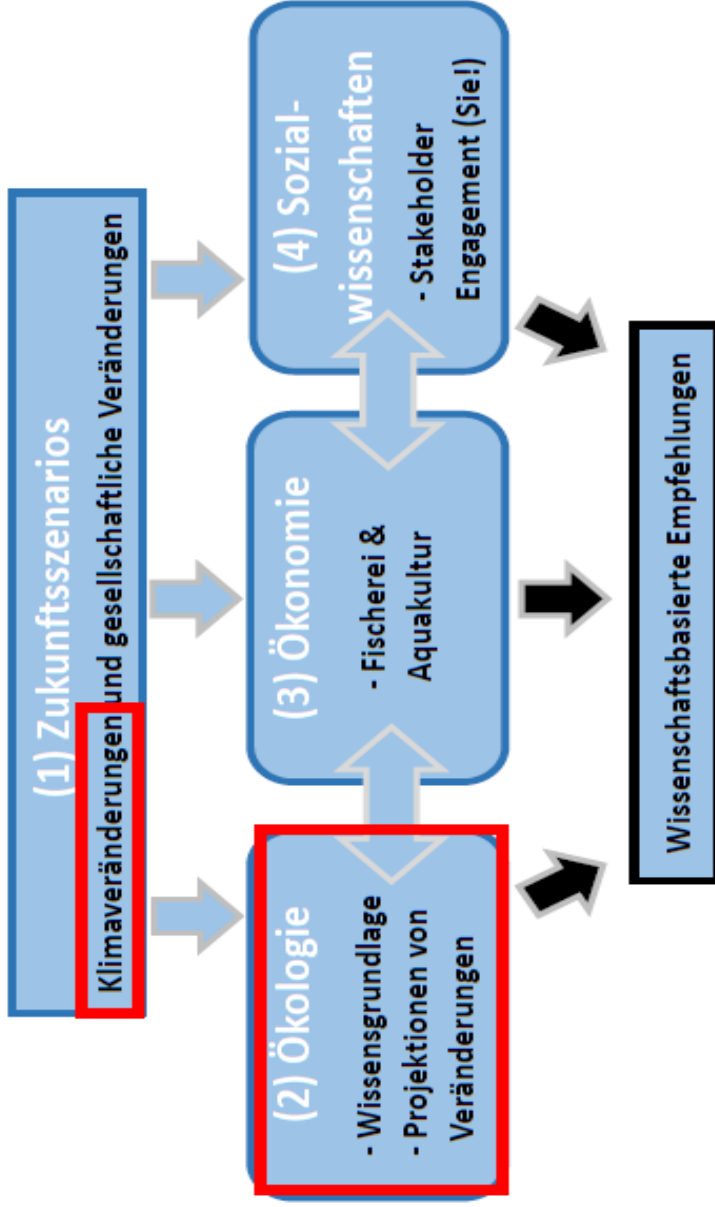 (1) Zukunftsszenarios
Klimaveränderungen und gesellschaftliche Veränderungen
(2) Ökologie
- Wissensgrundlage
- Projektionen von
Veränderungen
(3) Ökonomie
- Fischerei &
Aquakultur
(4) Sozial-
wissenschaften
- Stakeholder
Engagement (Sie!)
Wissenschaftsbasierte Empfehlungen